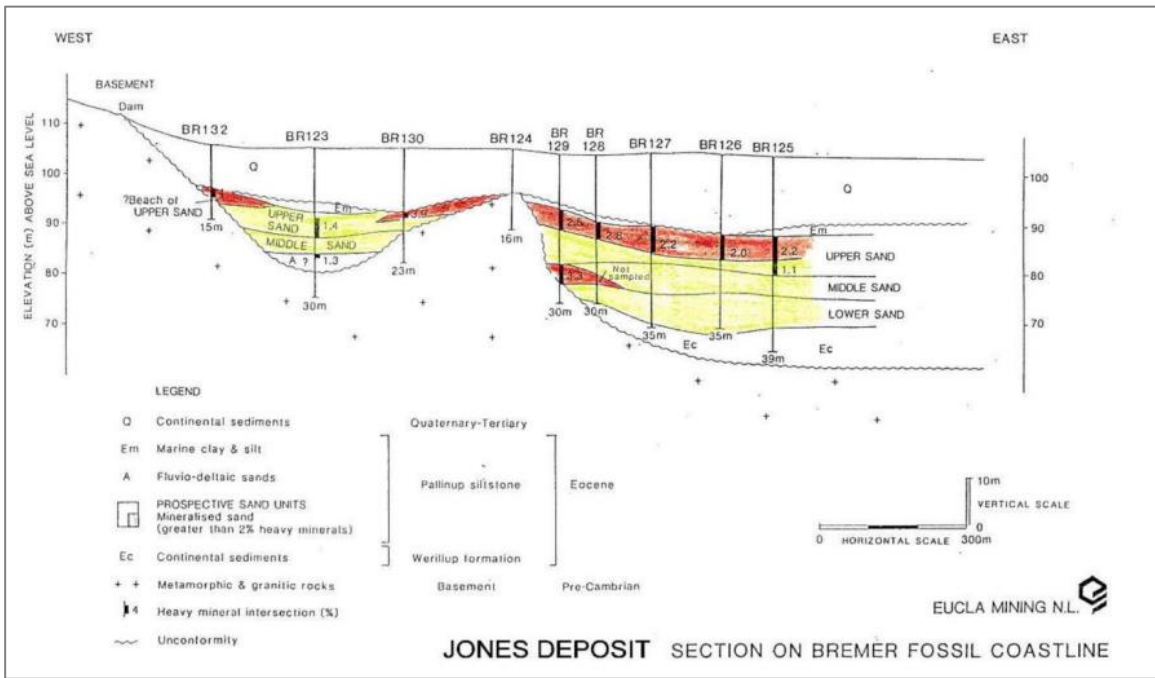 WEST
EAST
BASEMENT
Dam
BR132
BR123
BR130
BR124
BR
129
BR
128
BR127
BR126
BR125
ELEVATION (m) ABOVE SEA LEVEL
110
100
90
80
70
100
90
80
70
Q
Q
?Beach of
UPPER SAND
Em
UPPER
SAND
1.4
MIDDLE SAND
A ?
1.3
3.9
2.5
2.8
2.2
2.0
2.2
1.1
3.3
Not
sampled
Em
UPPER SAND
MIDDLE SAND
LOWER SAND
Ec
Ec
15m
30m
23m
16m
30m
30m
35m
35m
39m
LEGEND
Q Continental sediments Quaternary-Tertiary
Em Marine clay & silt
A Fluvio-deltaic sands
Pallinup siltstone Eocene
PROSPECTIVE SAND UNITS
Mineralised sand
(greater than 2% heavy minerals)
Ec Continental sediments Werillup formation
+ + Metamorphic & granitic rocks Basement Pre-Cambrian
4 Heavy mineral intersection (%)
Unconformity
10m
VERTICAL SCALE
0
0 HORIZONTAL SCALE 300m
EUCLA MINING N.L.
JONES DEPOSIT SECTION ON BREMER FOSSIL COASTLINE